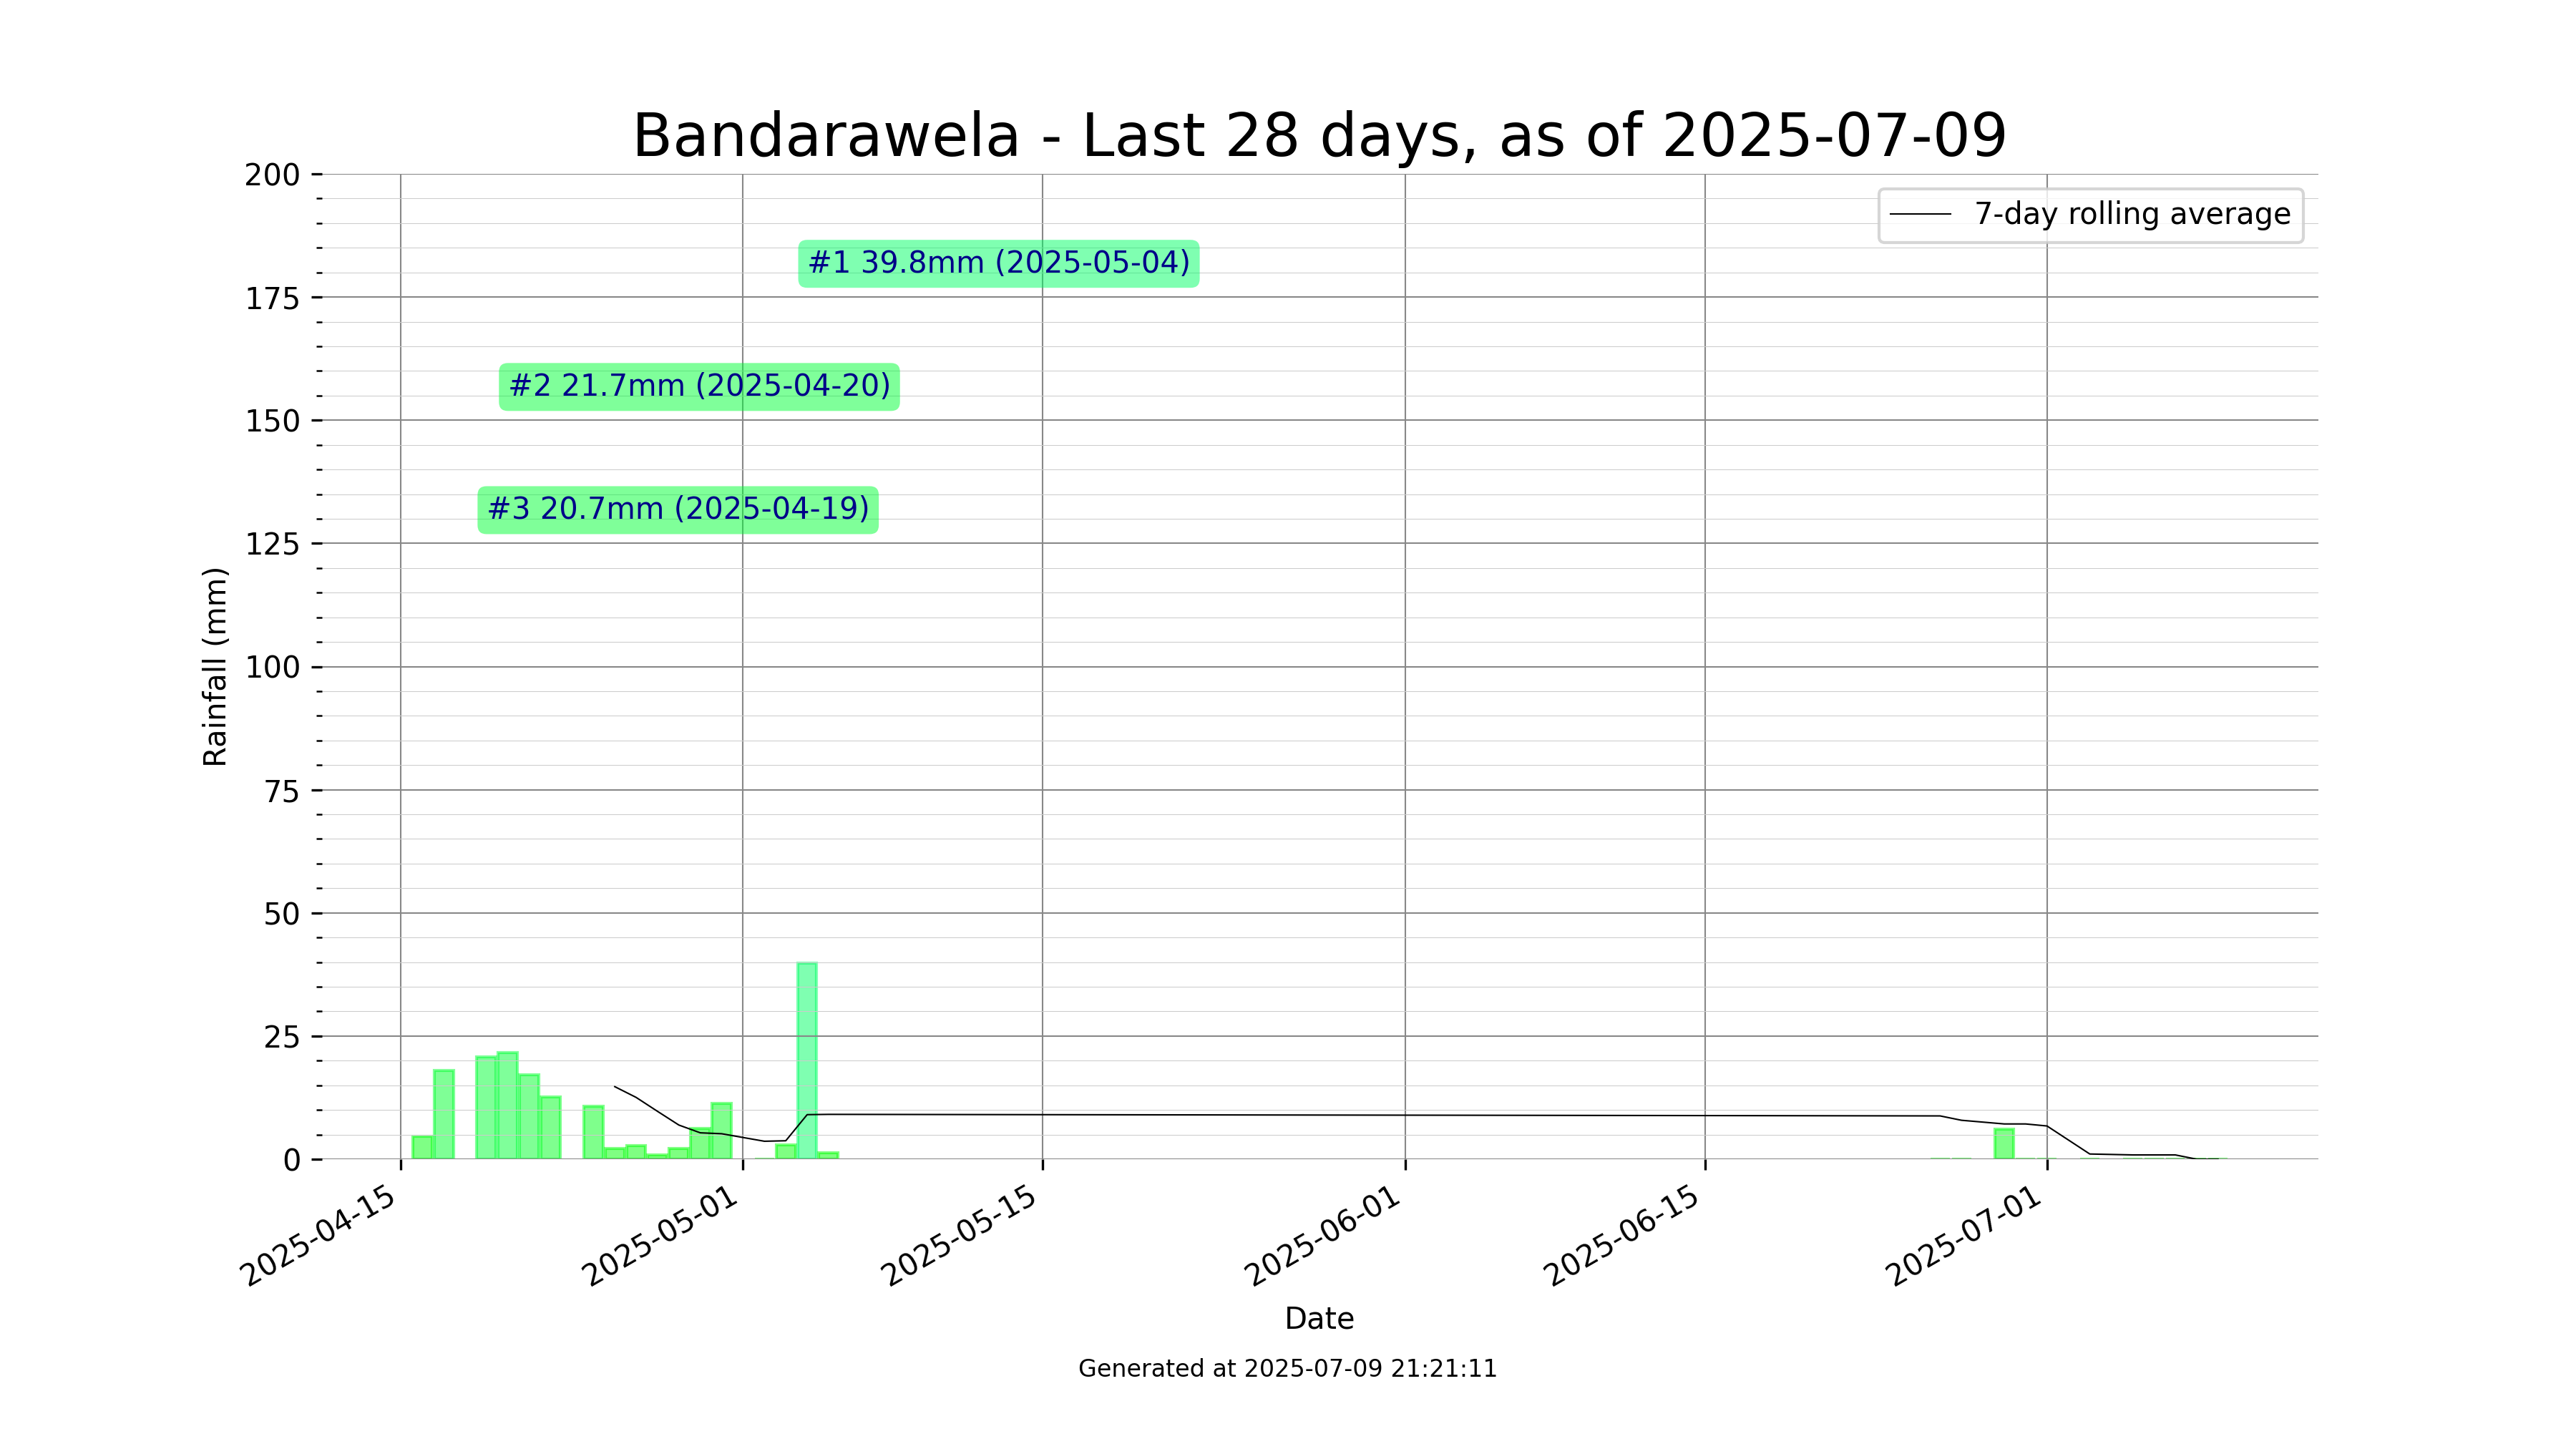 Bandarawela - Last 28 days, as of 2025-07-09
7-day rolling average
#1 39.8mm (2025-05-04)
#2 21.7mm (2025-04-20)
#3 20.7mm (2025-04-19)
Rainfall (mm)
200
175
150
125
100
75
50
25
0
2025-04-15
2025-05-01
2025-05-15
2025-06-01
2025-06-15
2025-07-01
Date
Generated at 2025-07-09 21:21:11